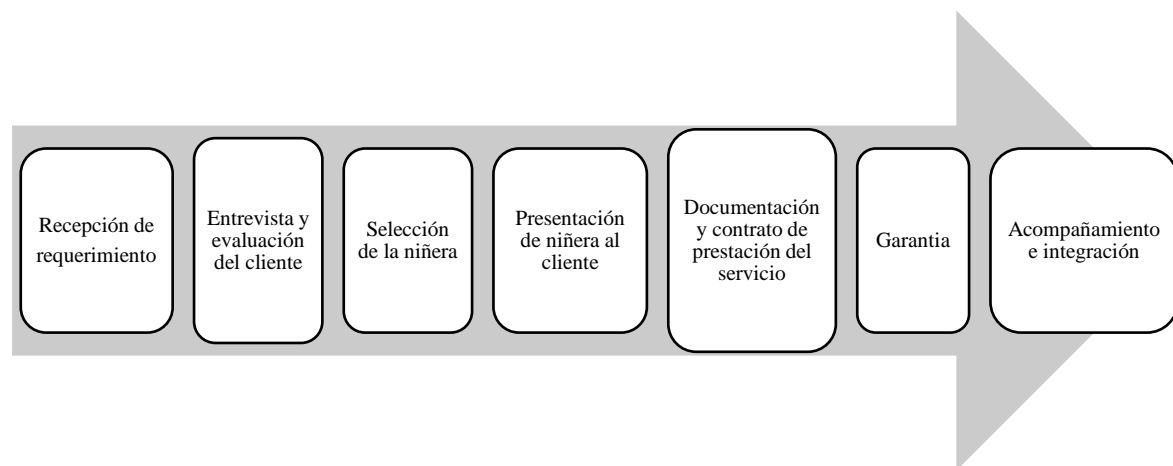 Recepción de
requerimiento
Entrevista y
evaluación
del cliente
Selección
de la niñera
Presentación
de niñera al
cliente
Documentación
y contrato de
prestación del
servicio
Garantia
Acompañamiento
e integración